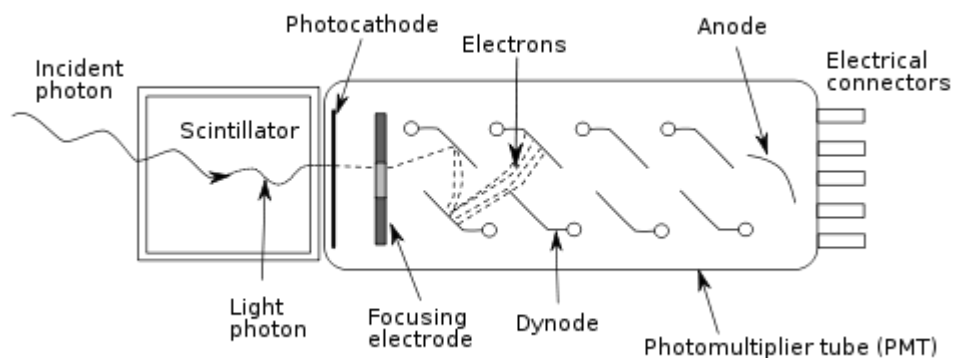 Photocathode
Electrons
Anode
Incident
photon
Electrical
connectors
Scintillator
Light
photon
Focusing
electrode
Dynode
Photomultiplier tube (PMT)